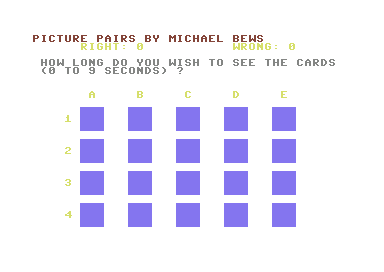 PICTURE PAIRS BY MICHAEL BEWS
RIGHT: 0 WRONG: 0
HOW LONG DO YOU WISH TO SEE THE CARDS
(0 TO 9 SECONDS) ?
A B C D E
1
2
3
4